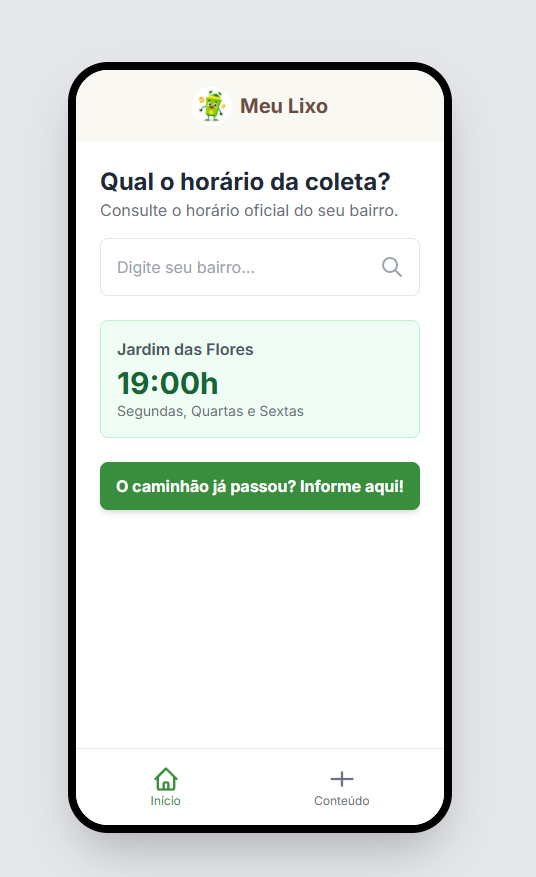 Meu Lixo
Qual o horário da coleta?
Consulte o horário oficial do seu bairro.
Digite seu bairro...
Jardim das Flores
19:00h
Segundas, Quartas e Sextas
O caminhão já passou? Informe aqui!
Início
Conteúdo